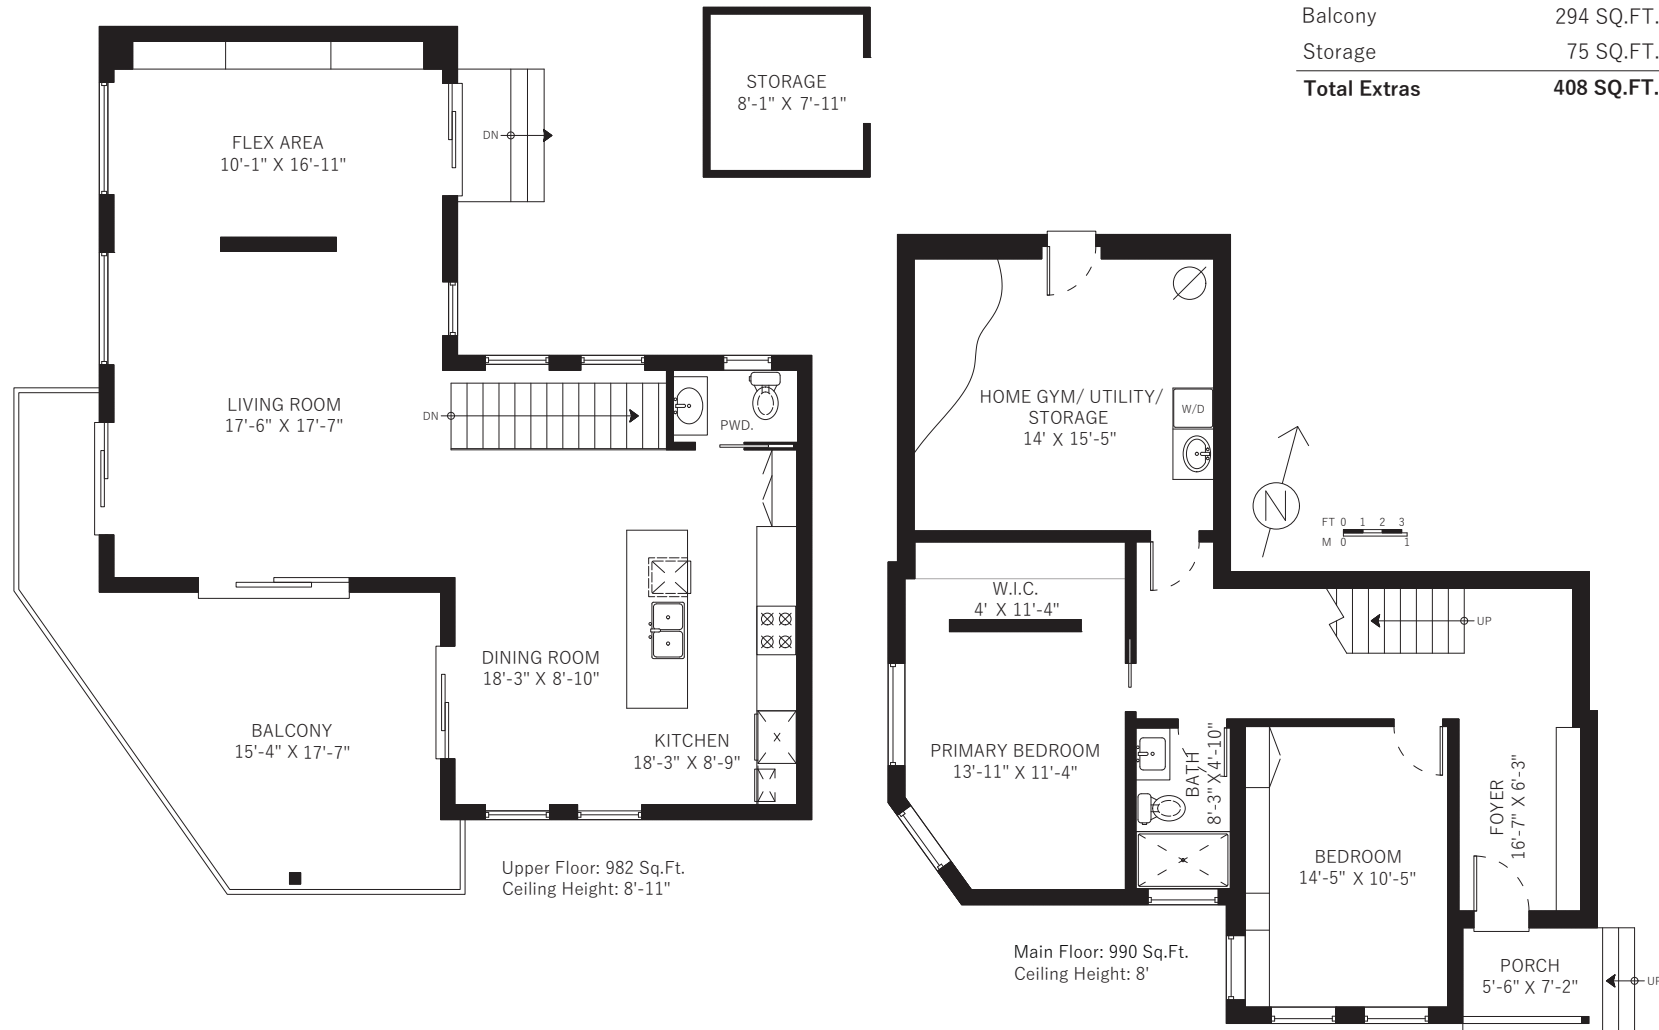 Balcony 294 SQ.FT.
Storage 75 SQ.FT.
Total Extras 408 SQ.FT.
STORAGE
8'-1" X 7'-11"
FLEX AREA
10'-1" X 16'-11"
DN
LIVING ROOM
17'-6" X 17'-7"
DN
PWD.
DINING ROOM
18'-3" X 8'-10"
KITCHEN
18'-3" X 8'-9"
BALCONY
15'-4" X 17'-7"
Upper Floor: 982 Sq.Ft.
Ceiling Height: 8'-11"
HOME GYM/ UTILITY/
STORAGE
14' X 15'-5"
W/D
N
FT 0 1 2 3
M 0 1
W.I.C.
4' X 11'-4"
UP
PRIMARY BEDROOM
13'-11" X 11'-4"
BATH
8'-3" X 4'-10"
BEDROOM
14'-5" X 10'-5"
FOYER
16'-7" X 6'-3"
PORCH
5'-6" X 7'-2"
UP
Main Floor: 990 Sq.Ft.
Ceiling Height: 8'